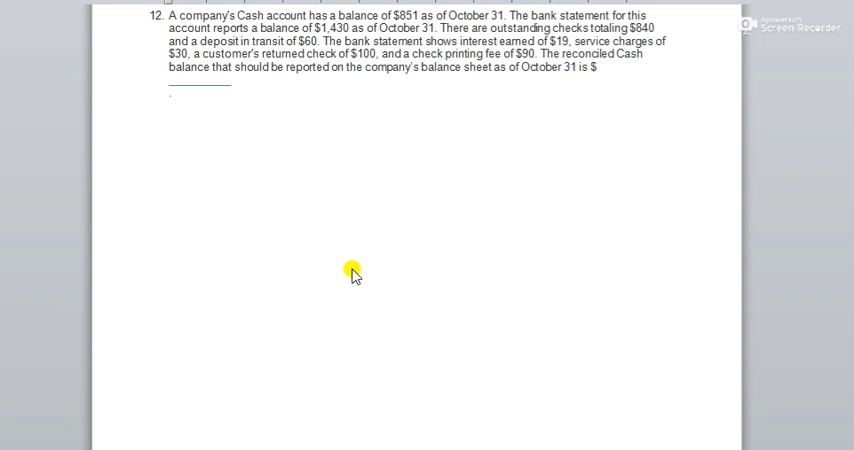 12. A company's Cash account has a balance of $851 as of October 31. The bank statement for this
account reports a balance of $1,430 as of October 31. There are outstanding checks totaling $840
and a deposit in transit of $60. The bank statement shows interest earned of $19, service charges of
$30, a customer's returned check of $100, and a check printing fee of $90. The reconciled Cash
balance that should be reported on the company's balance sheet as of October 31 is $
.
Apowersoft
Screen Recorder